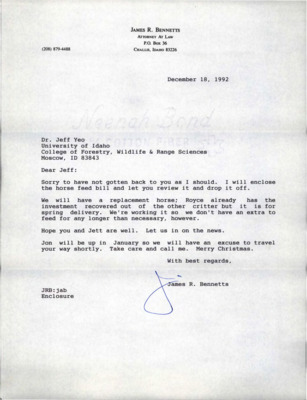 JAMES R. BENNETTS
ATTORNEY AT LAW
P.O. BOX 36
CHALLIS, IDAHO 83226
(208) 879-4488
December 18, 1992
Dr. Jeff Yeo
University of Idaho
College of Forestry, Wildlife & Range Sciences
Moscow, ID 83843
Dear Jeff:
Sorry to have not gotten back to you as I should. I will enclose
the horse feed bill and let you review it and drop it off.
We will have a replacement horse; Royce already has the
investment recovered out of the other critter but it is for
spring delivery. We're working it so we don't have an extra to
feed for any longer than necessary, however.
Hope you and Jett are well. Let us in on the news.
Jon will be up in January so we will have an excuse to travel
your way shortly. Take care and call me. Merry Christmas.
With best regards,
James R. Bennetts
JRB:jab
Enclosure